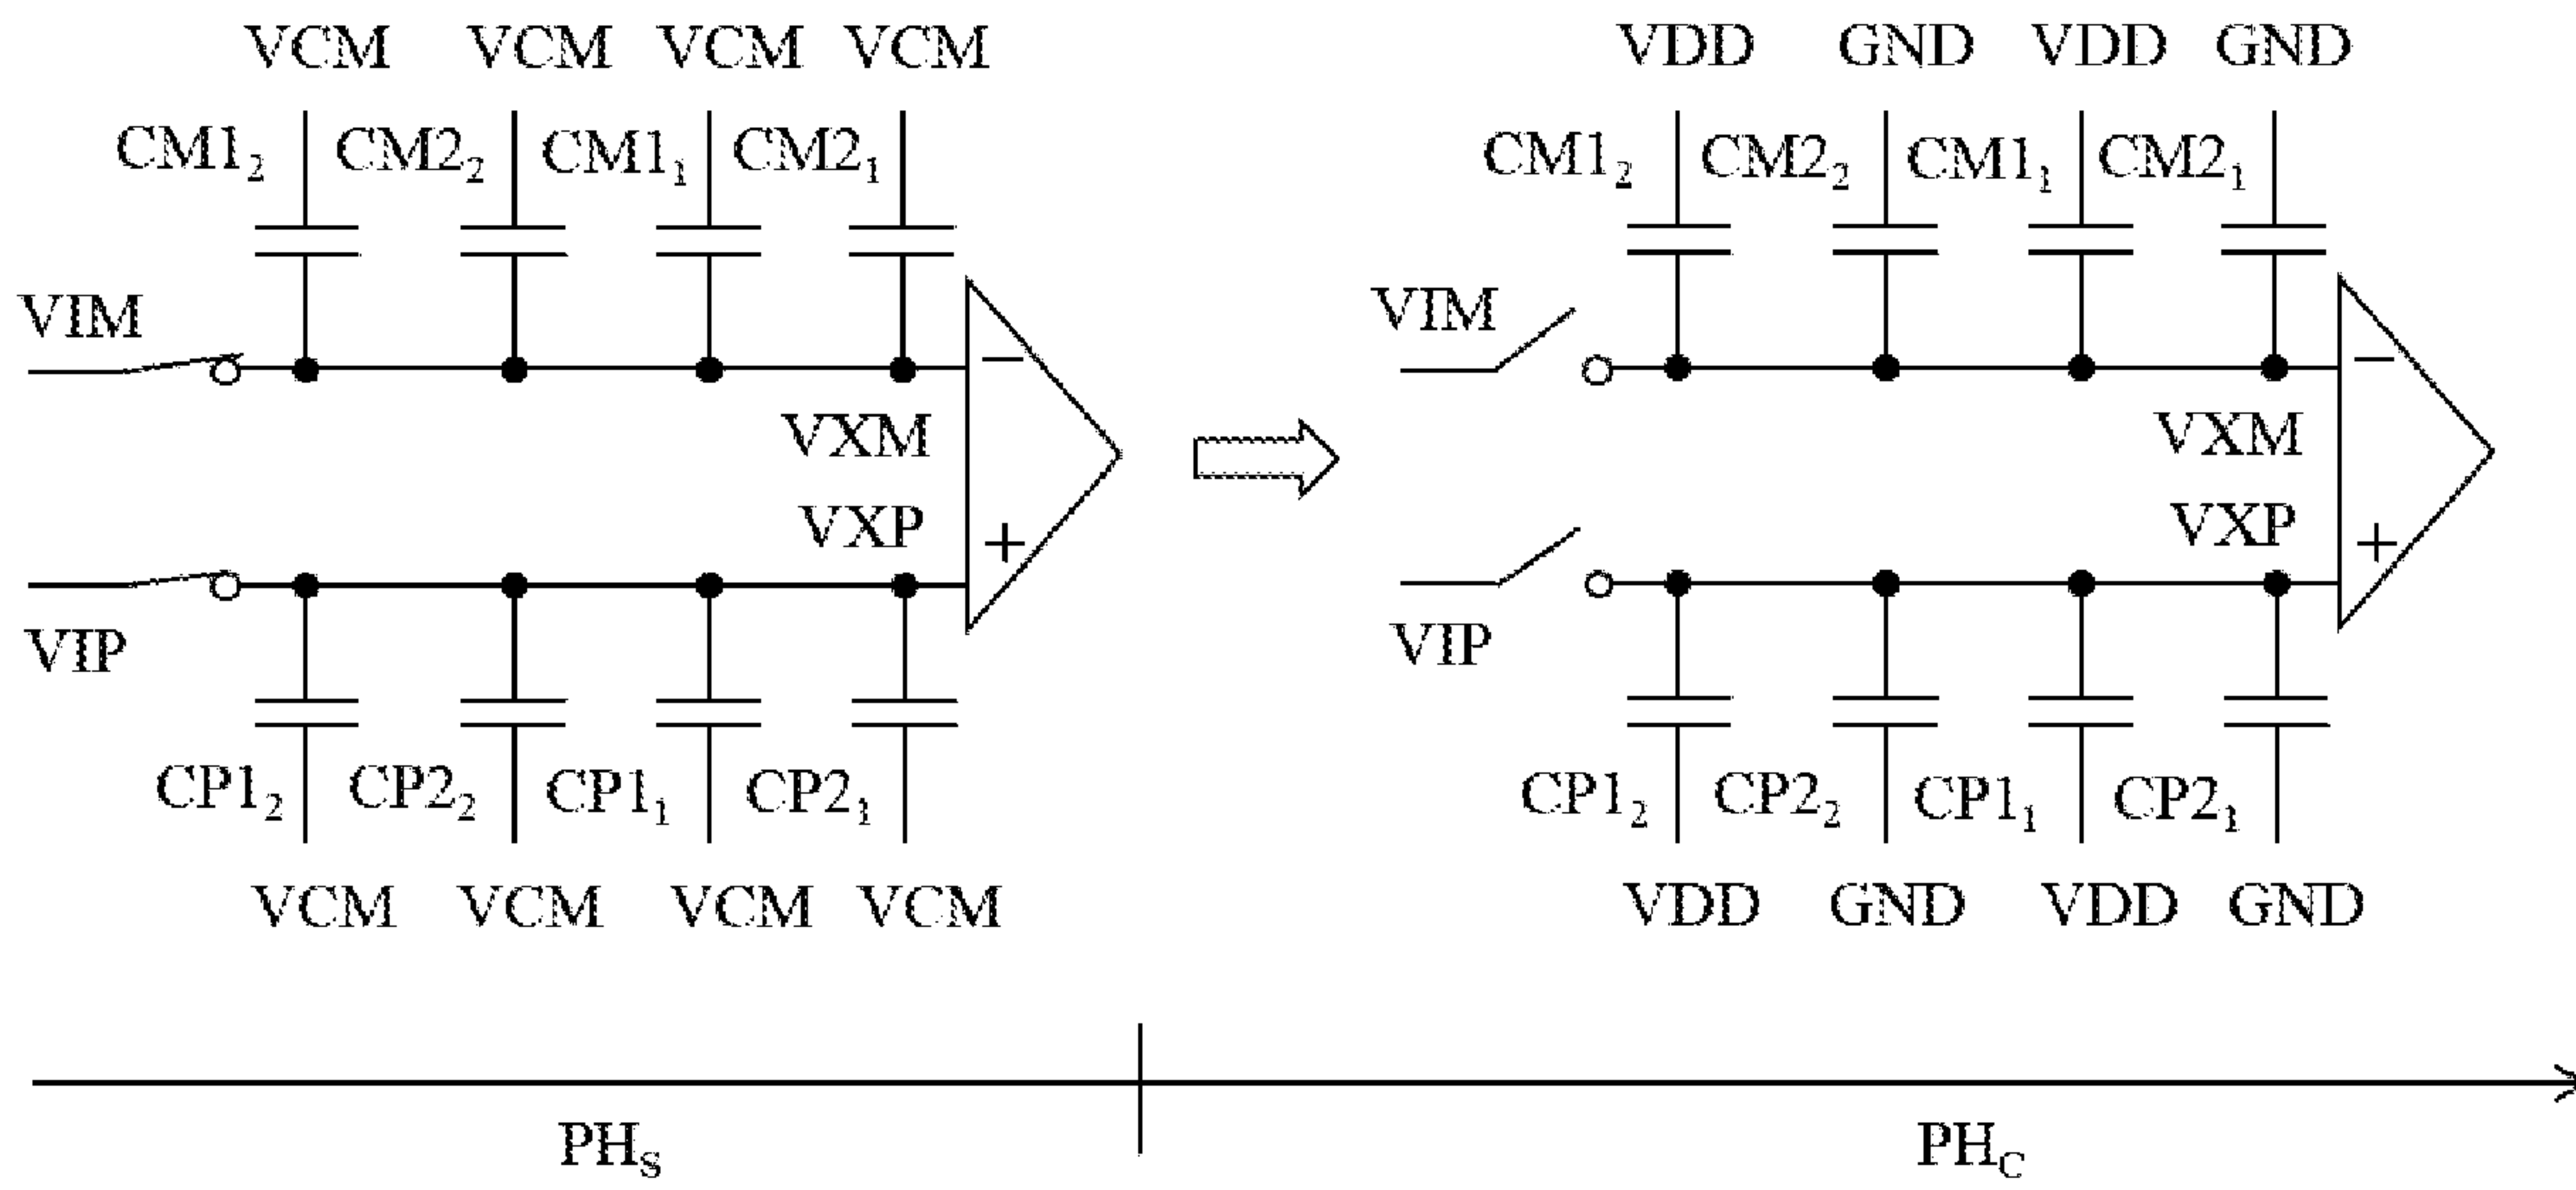 VCM VCM VCM VCM VDD GND VDD GND
CM1₂ CM2₂ CM1₁ CM2₁ CM1₂ CM2₂ CM1₁ CM2₁
VIM VIM
− −
VXM VXM
VXP VXP
+ +
VIP VIP
CP1₂ CP2₂ CP1₁ CP2₁ CP1₂ CP2₂ CP1₁ CP2₁
VCM VCM VCM VCM VDD GND VDD GND
PH_S PH_C